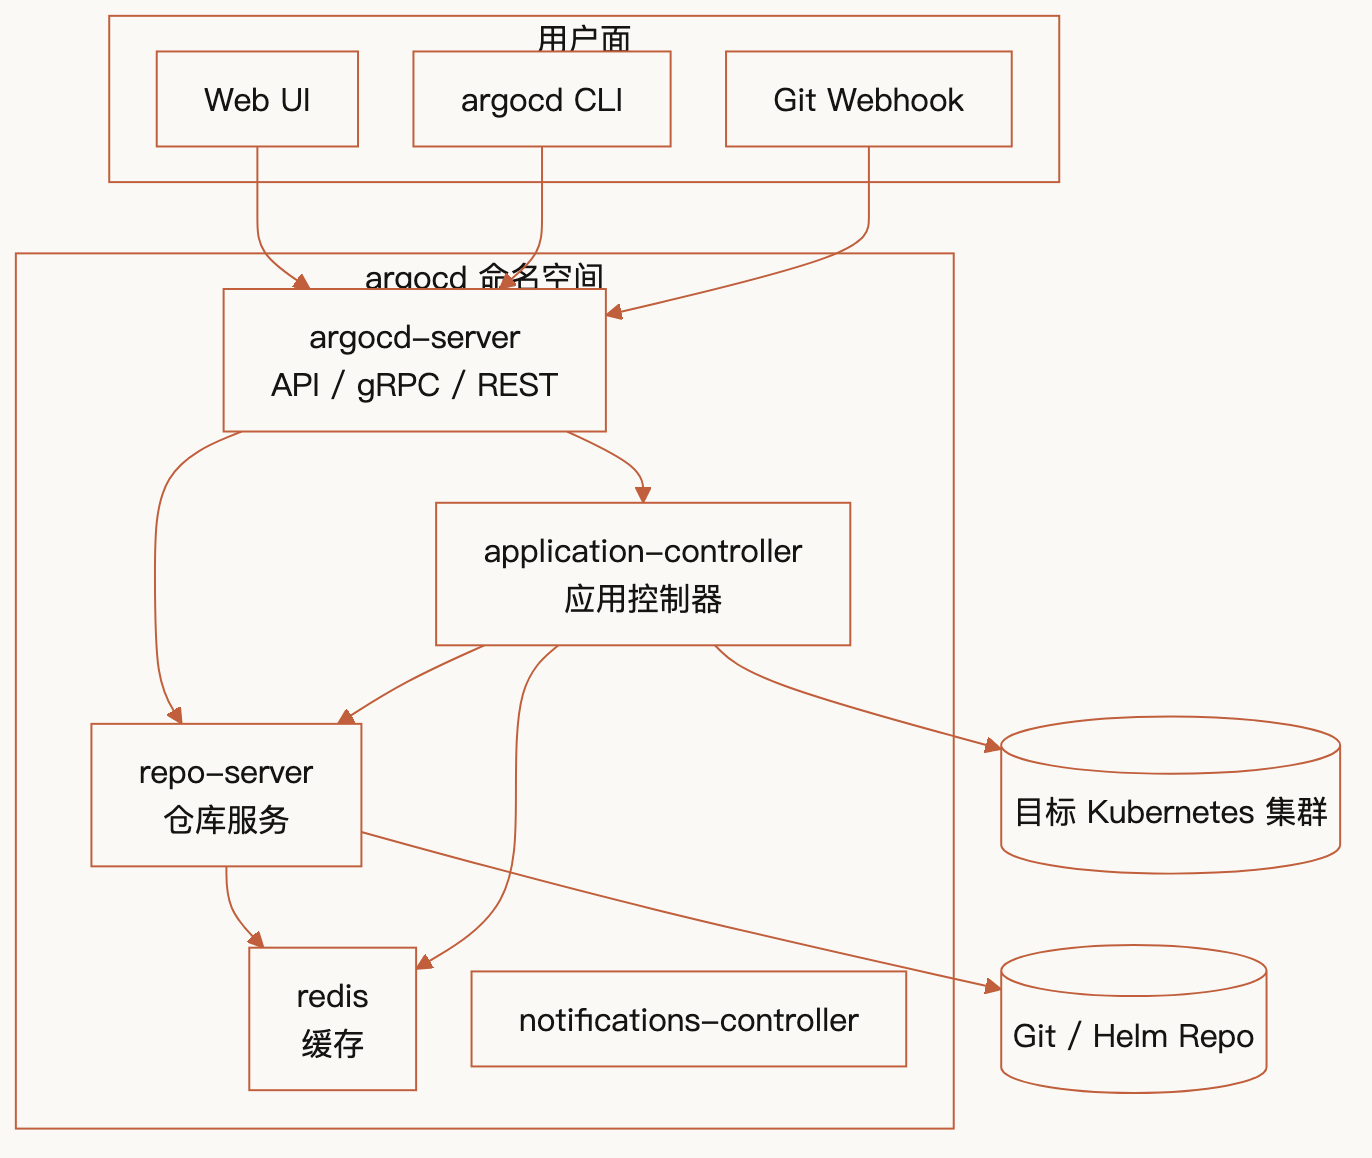 用户面
Web UI
argocd CLI
Git Webhook
argocd 命名空间
argocd-server
API / gRPC / REST
application-controller
应用控制器
repo-server
仓库服务
目标 Kubernetes 集群
redis
缓存
notifications-controller
Git / Helm Repo